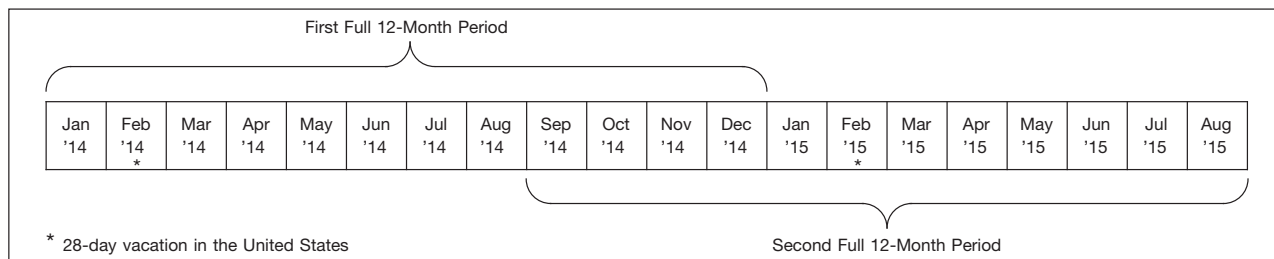 First Full 12-Month Period
Jan Feb Mar Apr May Jun Jul Aug Sep Oct Nov Dec Jan Feb Mar Apr May Jun Jul Aug
'14 '14 '14 '14 '14 '14 '14 '14 '14 '14 '14 '14 '15 '15 '15 '15 '15 '15 '15 '15
* *
* 28-day vacation in the United States
Second Full 12-Month Period